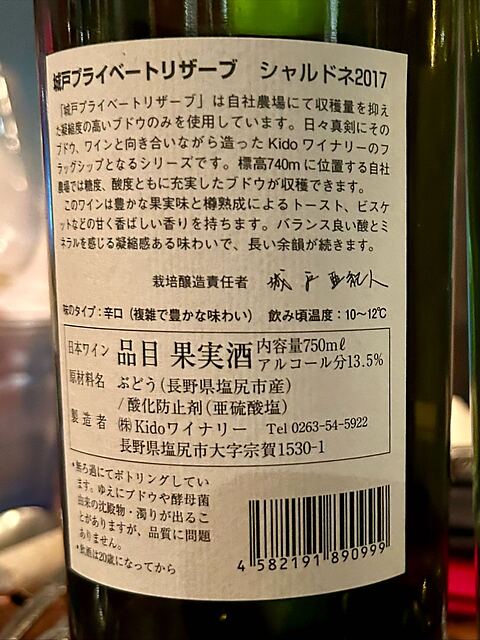 城戸プライベートリザーブ シャルドネ2017
「城戸プライベートリザーブ」は自社農場にて収穫量を抑え
た凝縮度の高いブドウのみを使用しています。日々真剣にその
ブドウ、ワインと向き合いながら造ったKidoワイナリーのフ
ラッグシップとなるシリーズです。標高740mに位置する自社
農場では糖度、酸度ともに充実したブドウが収穫できます。
このワインは豊かな果実味と樽熟成によるトースト、ビスケ
ットなどの甘く香ばしい香りを持ちます。バランス良い酸とミ
ネラルを感じる凝縮感ある味わいで、長い余韻が続きます。
栽培醸造責任者 城戸亜紀人
味のタイプ:辛口(複雑で豊かな味わい) 飲み頃温度:10~12℃
日本ワイン 品目 果実酒 内容量750mℓ
アルコール分13.5%
原材料名 ぶどう(長野県塩尻市産)
/酸化防止剤(亜硫酸塩)
製造者 ㈱Kidoワイナリー Tel 0263-54-5922
長野県塩尻市大字宗賀1530-1
•無ろ過にてボトリングしてい
ます。ゆえにブドウや酵母菌
由来の沈殿物・濁りが出るこ
とがありますが、品質に問題
ありません。
•飲酒は20歳になってから
4 582191 890999